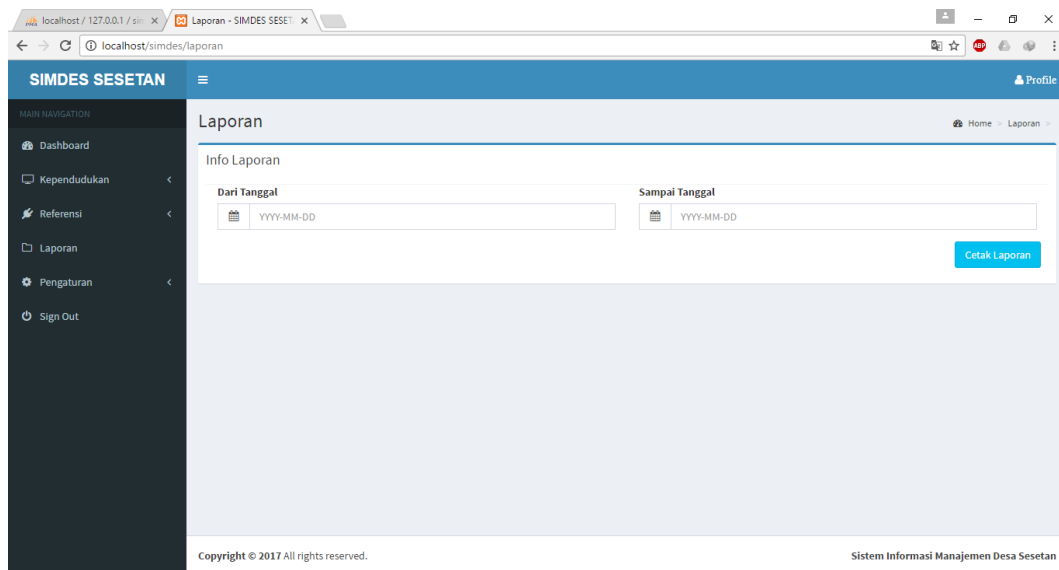 localhost / 127.0.0.1 / sim
Laporan - SIMDES SESET
localhost/simdes/laporan
ABP
SIMDES SESETAN
Profile
MAIN NAVIGATION
Dashboard
Kependudukan
Referensi
Laporan
Pengaturan
Sign Out
Laporan
Home > Laporan >
Info Laporan
Dari Tanggal
Sampai Tanggal
YYYY-MM-DD
YYYY-MM-DD
Cetak Laporan
Copyright © 2017 All rights reserved.
Sistem Informasi Manajemen Desa Sesetan